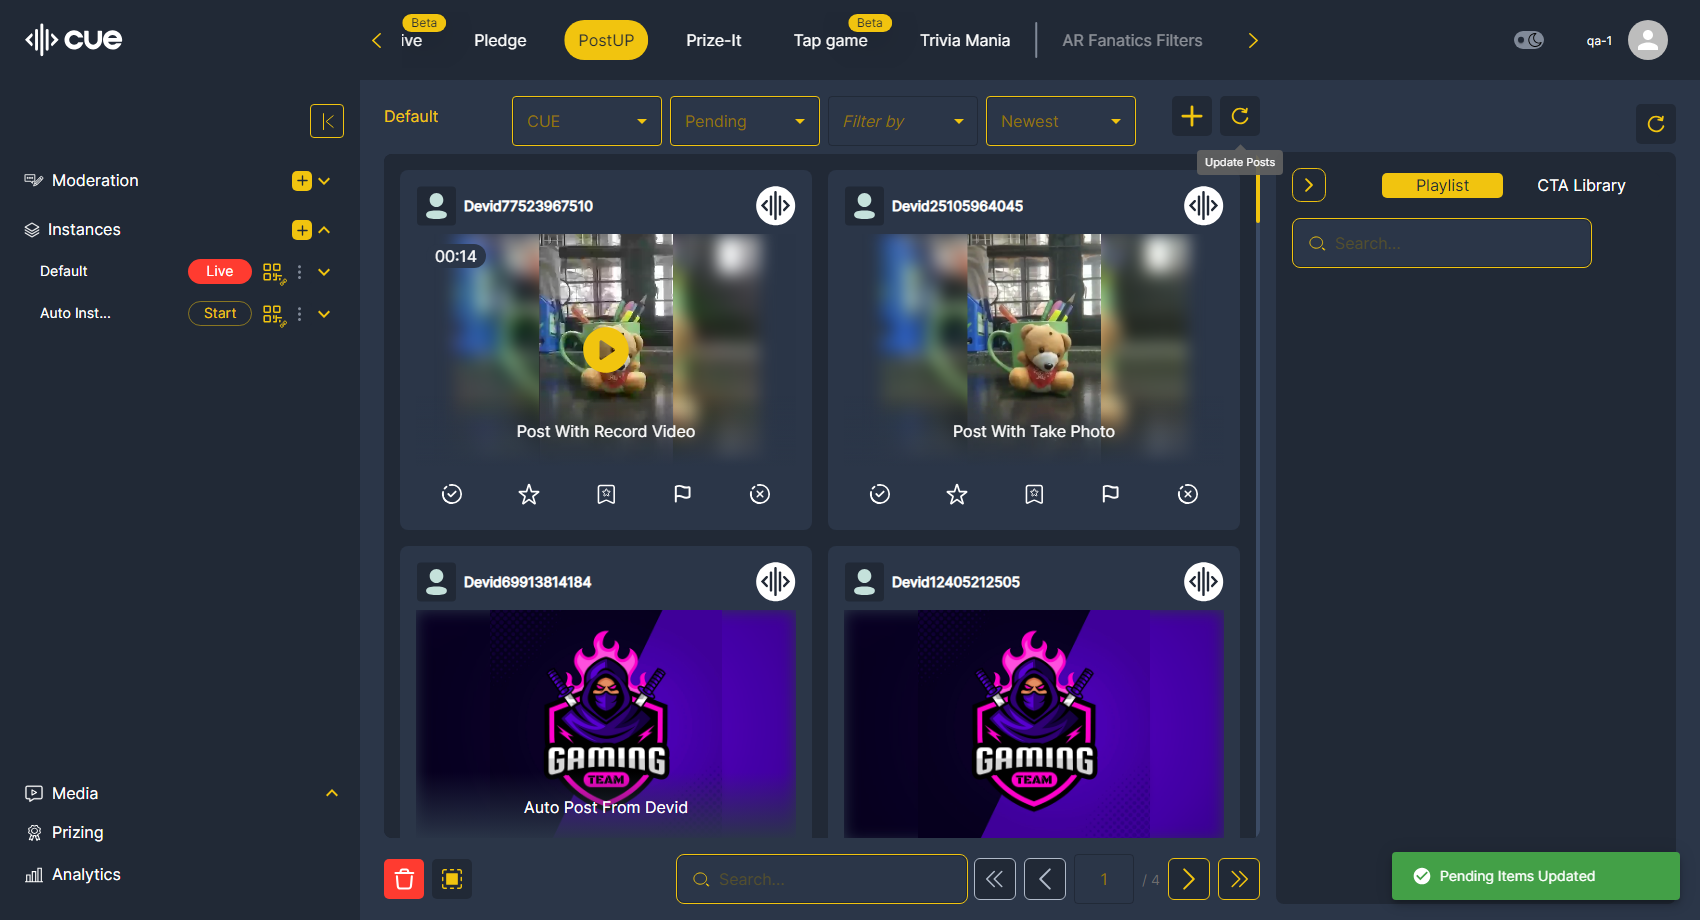 cue
Beta
ive
Pledge
PostUP
Prize-It
Beta
Tap game
Trivia Mania
AR Fanatics Filters
qa-1
Default
CUE
Pending
Filter by
Newest
Update Posts
Moderation
Instances
Default
Live
Auto Inst...
Start
Devid77523967510
00:14
Post With Record Video
Devid25105964045
Post With Take Photo
Devid69913814184
GAMING
TEAM
Auto Post From Devid
Devid12405212505
GAMING
TEAM
Playlist
CTA Library
Search...
Media
Prizing
Analytics
Search...
1
/ 4
Pending Items Updated